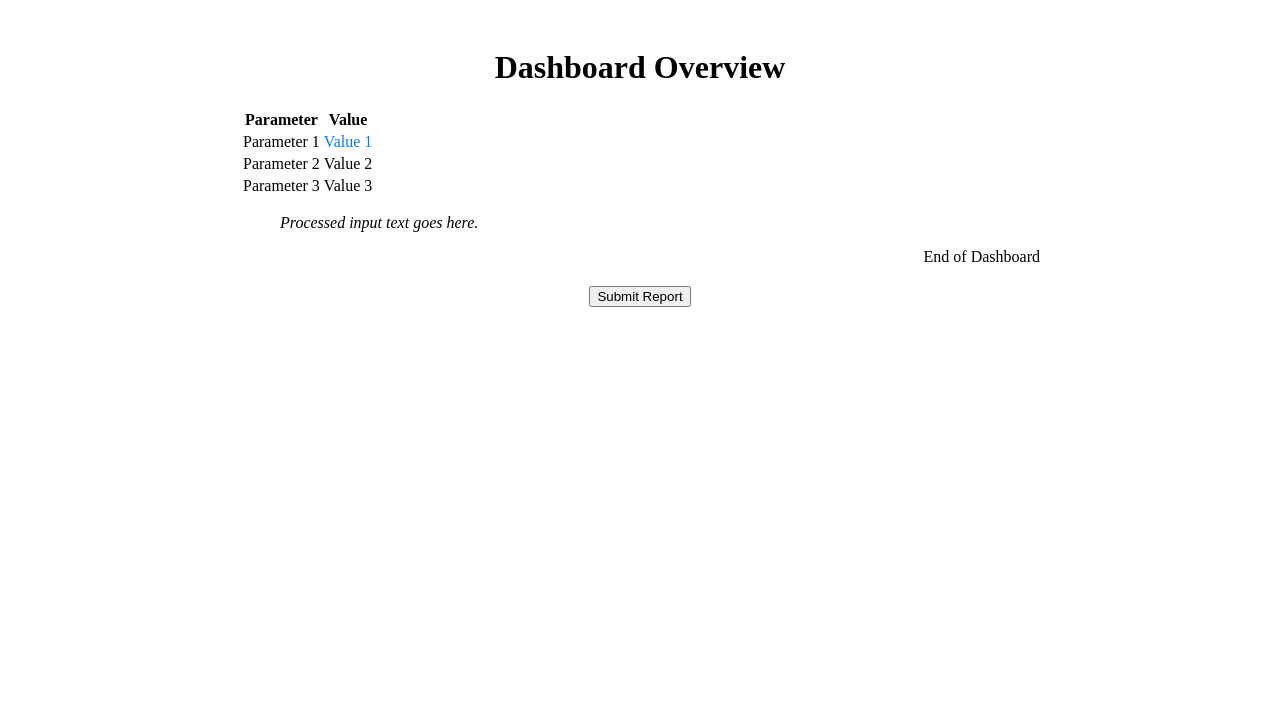 Dashboard Overview
Parameter Value
Parameter 1 Value 1
Parameter 2 Value 2
Parameter 3 Value 3
Processed input text goes here.
End of Dashboard
Submit Report